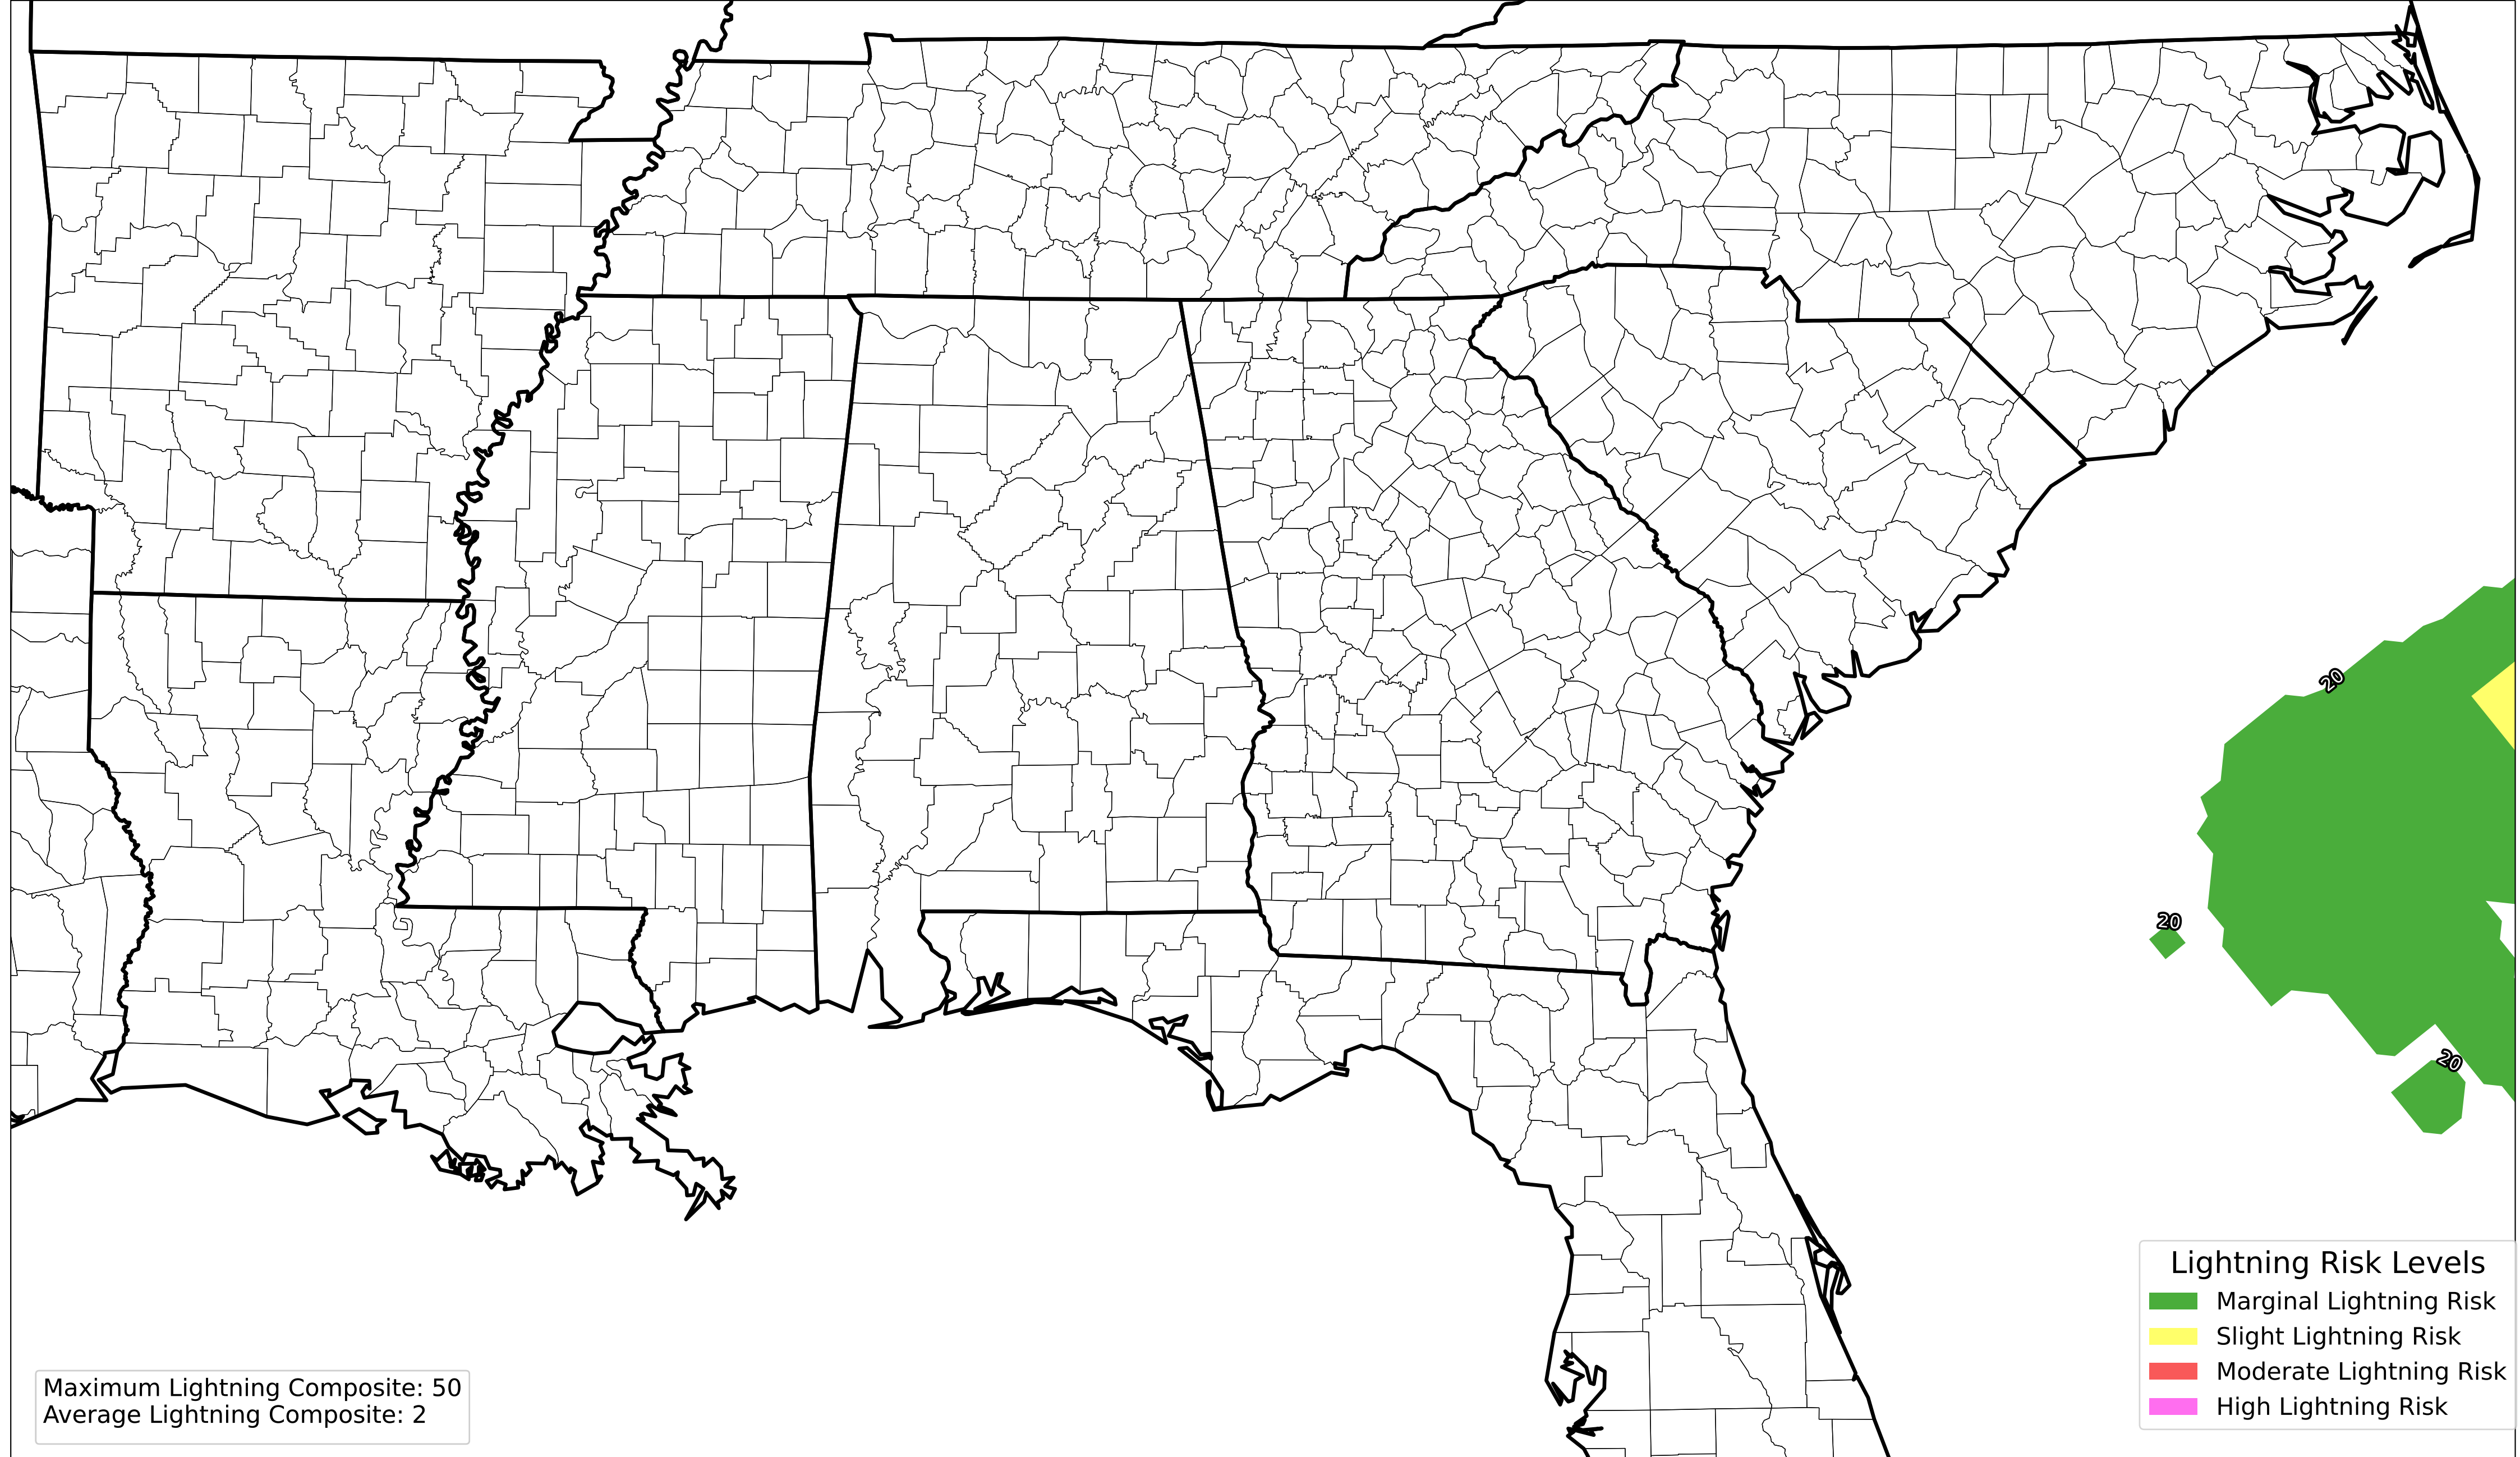 20
20
20
Lightning Risk Levels
Marginal Lightning Risk
Slight Lightning Risk
Moderate Lightning Risk
High Lightning Risk
Maximum Lightning Composite: 50
Average Lightning Composite: 2